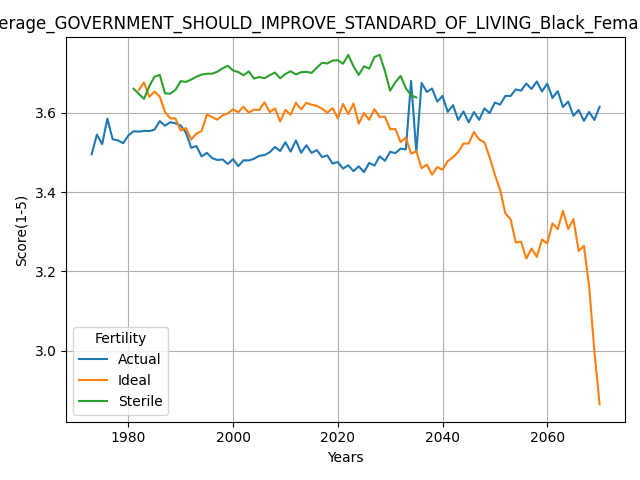 erage_GOVERNMENT_SHOULD_IMPROVE_STANDARD_OF_LIVING_Black_Fema
3.6
3.4
3.2
3.0
Score(1-5)
Fertility
Actual
Ideal
Sterile
1980
2000
2020
2040
2060
Years